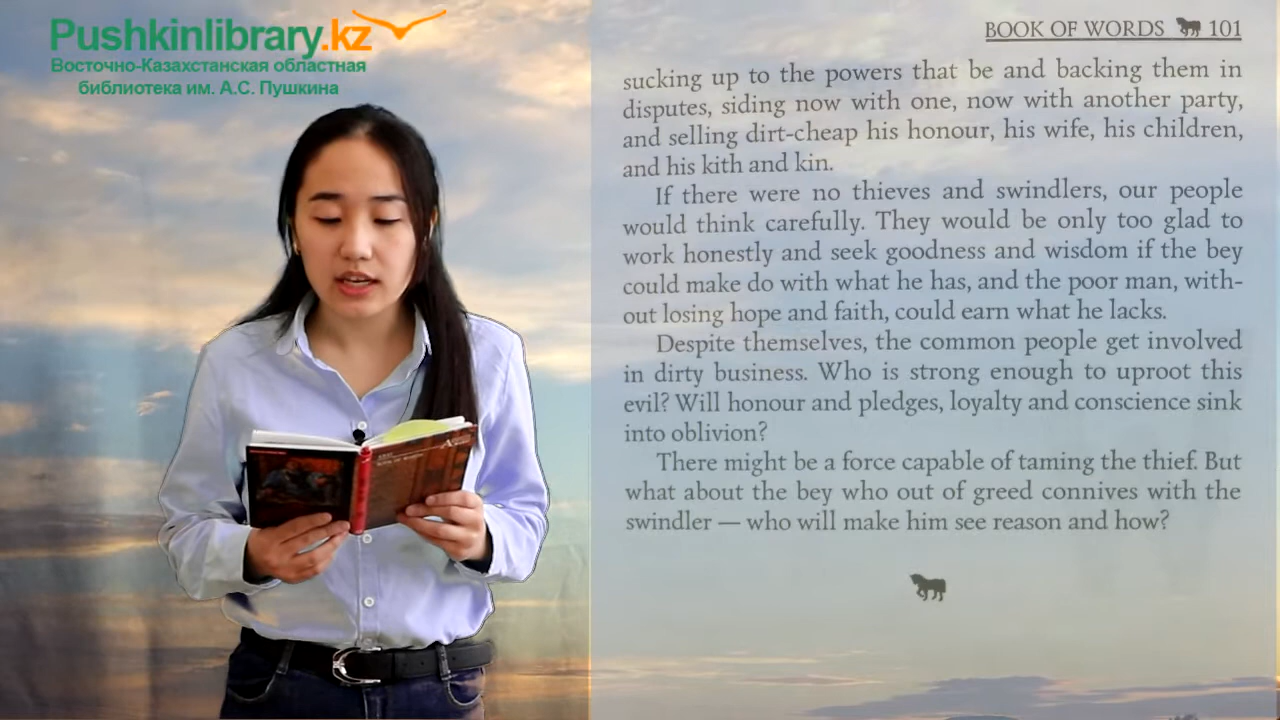 Pushkinlibrary.kz
Восточно-Казахстанская областная
библиотека им. А.С. Пушкина
BOOK OF WORDS 101
sucking up to the powers that be and backing them in
disputes, siding now with one, now with another party,
and selling dirt-cheap his honour, his wife, his children,
and his kith and kin.
If there were no thieves and swindlers, our people
would think carefully. They would be only too glad to
work honestly and seek goodness and wisdom if the bey
could make do with what he has, and the poor man, with-
out losing hope and faith, could earn what he lacks.
Despite themselves, the common people get involved
in dirty business. Who is strong enough to uproot this
evil? Will honour and pledges, loyalty and conscience sink
into oblivion?
There might be a force capable of taming the thief. But
what about the bey who out of greed connives with the
swindler — who will make him see reason and how?